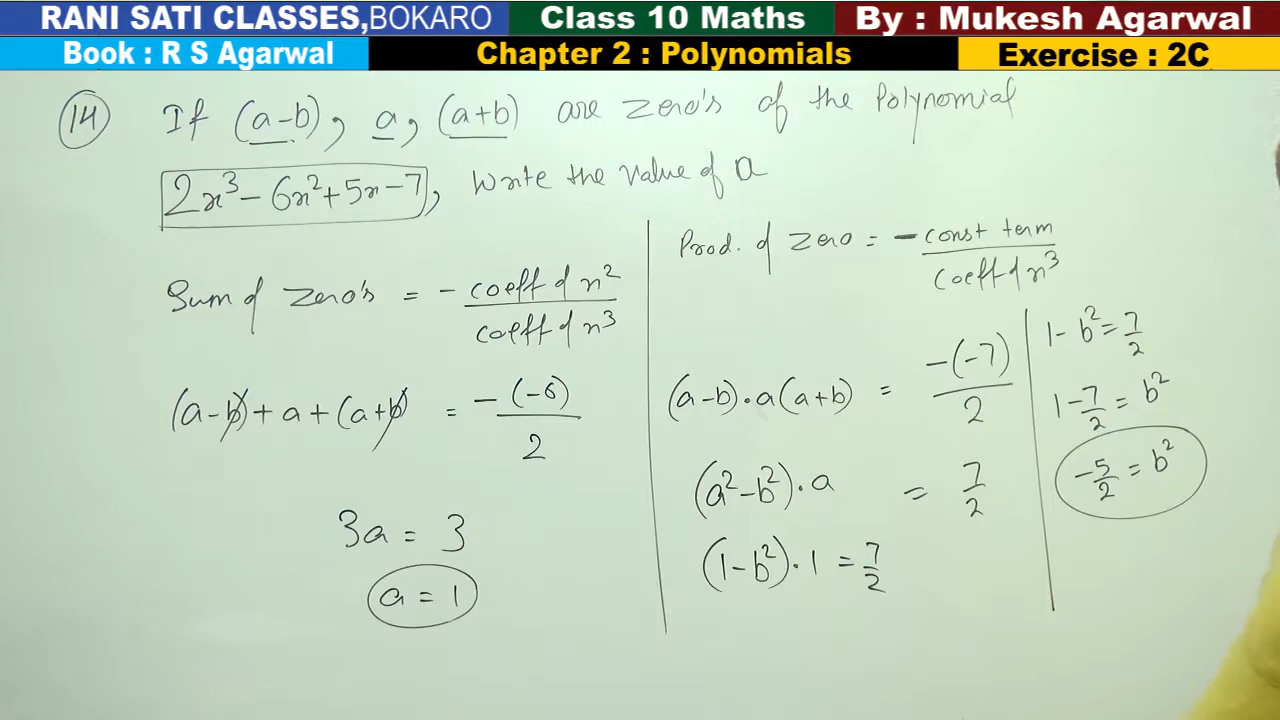 RANI SATI CLASSES,BOKARO
Class 10 Maths
By : Mukesh Agarwal
Book : R S Agarwal
Chapter 2 : Polynomials
Exercise : 2C
14 If (a-b), a, (a+b) are zero's of the Polynomial
2x³ - 6x² + 5x - 7, Write the value of a
Sum of zero's = - coeff of x² / coeff of x³
(a-b) + a + (a+b) = -(-6) / 2
3a = 3
a = 1
Prod. of zero = - const term / coeff of x³
(a-b)·a(a+b) = -(-7) / 2
(a²-b²)·a = 7/2
(1-b²)·1 = 7/2
1 - b² = 7/2
1 - 7/2 = b²
-5/2 = b²